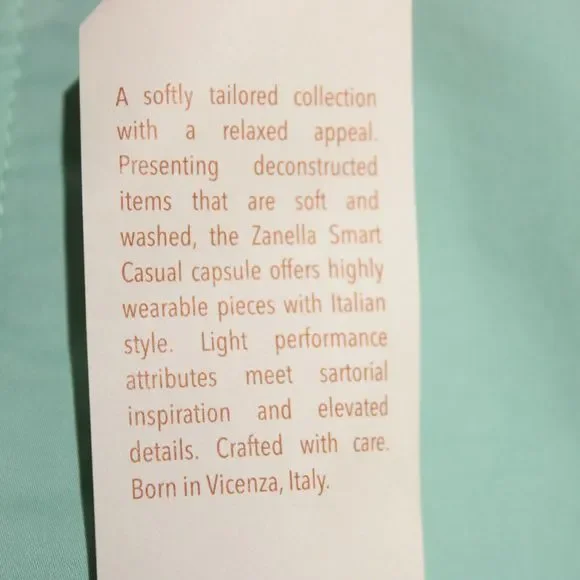 A softly tailored collection
with a relaxed appeal.
Presenting deconstructed
items that are soft and
washed, the Zanella Smart
Casual capsule offers highly
wearable pieces with Italian
style. Light performance
attributes meet sartorial
inspiration and elevated
details. Crafted with care.
Born in Vicenza, Italy.